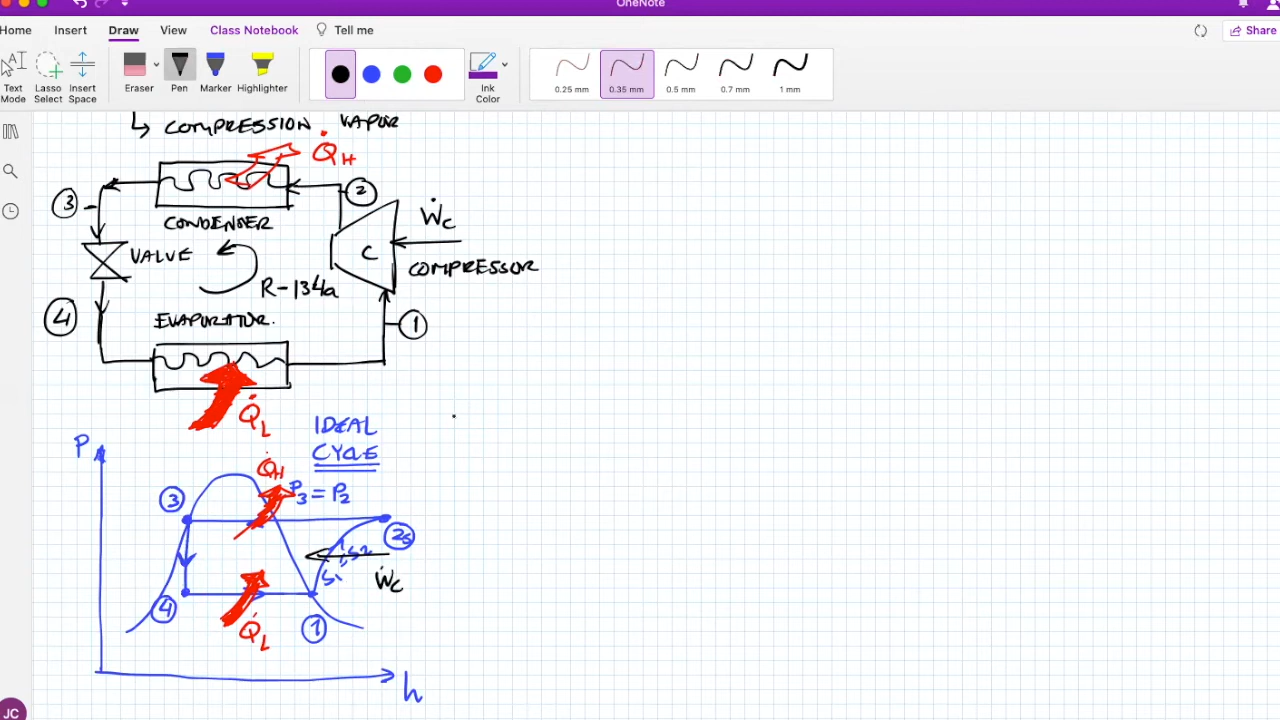 OneNote
Home Insert Draw View Class Notebook Tell me
Share
Text Mode
Lasso Select
Insert Space
Eraser
Pen
Marker
Highlighter
Ink Color
0.25 mm
0.35 mm
0.5 mm
0.7 mm
1 mm
↳ COMPRESSION VAPOR
Q̇H
3
2
CONDENSER
ẆC
VALVE
C
COMPRESSOR
R-134a
4
EVAPORATOR.
1
Q̇L
IDEAL
CYCLE
P
Q̇H
3
P3 = P2
2s
ẆC
4
Q̇L
1
h
JC